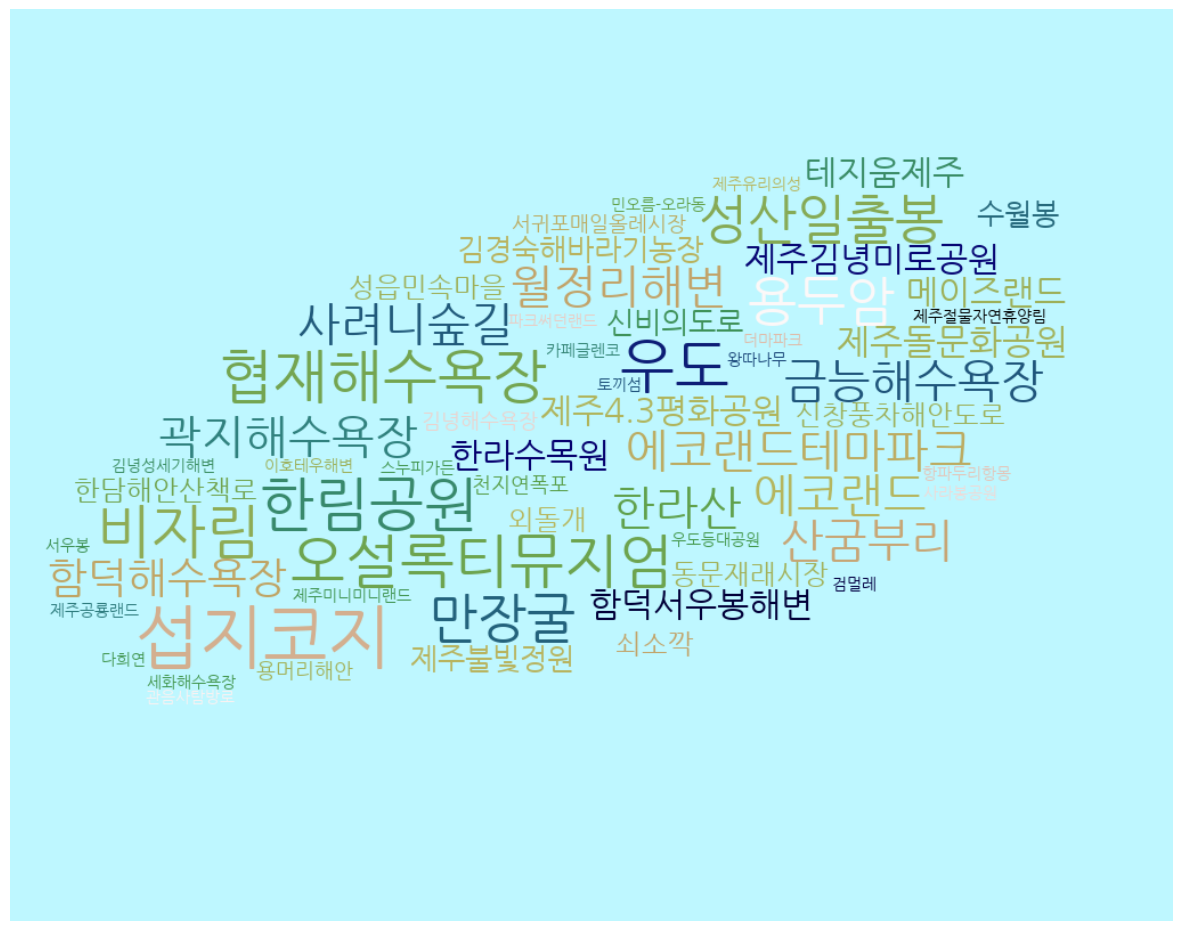 테지움제주
제주유리의성
민오름-오라동
성산일출봉
수월봉
서귀포매일올레시장
김경숙해바라기농장
제주김녕미로공원
성읍민속마을
월정리해변
용두암
메이즈랜드
사려니숲길
파크써던랜드
신비의도로
제주절물자연휴양림
더마파크
제주돌문화공원
카페글렌코
우도
왕따나무
협재해수욕장
토끼섬
금능해수욕장
김녕해수욕장
제주4.3평화공원
신창풍차해안도로
곽지해수욕장
한라수목원
에코랜드테마파크
김녕성세기해변
이호테우해변
스누피가든
항파두리항몽
한담해안산책로
한림공원
천지연폭포
한라산
에코랜드
사라봉공원
비자림
외돌개
산굼부리
서우봉
오설록티뮤지엄
우도등대공원
함덕해수욕장
동문재래시장
검멀레
제주미니미니랜드
제주공룡랜드
섭지코지
만장굴
함덕서우봉해변
쇠소깍
다희연
용머리해안
제주불빛정원
세화해수욕장
관음사탐방로